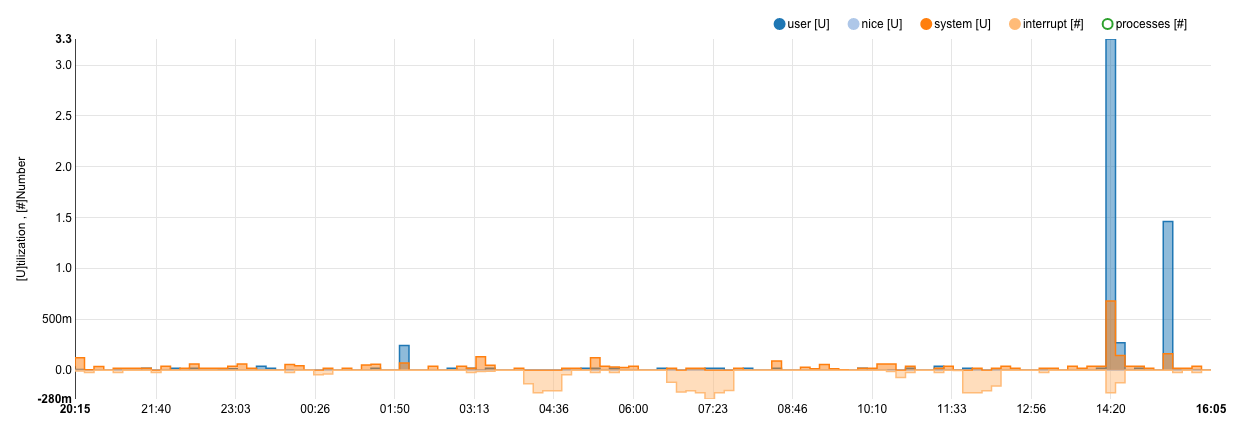 user [U] nice [U] system [U] interrupt [#] processes [#]
[U]tilization , [#]Number
3.3
3.0
2.5
2.0
1.5
1.0
500m
0.0
-280m
20:15 21:40 23:03 00:26 01:50 03:13 04:36 06:00 07:23 08:46 10:10 11:33 12:56 14:20 16:05